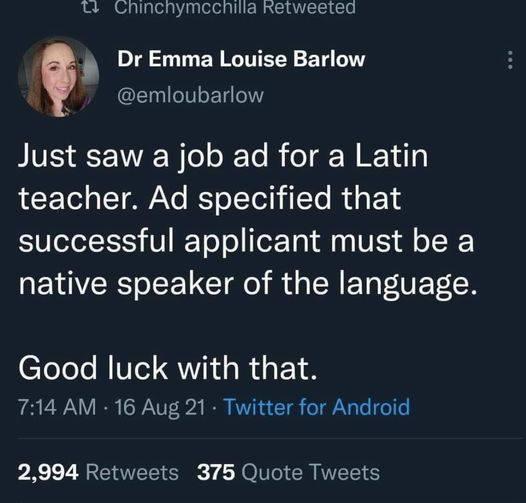 Chinchymcchilla Retweeted
Dr Emma Louise Barlow
@emloubarlow
Just saw a job ad for a Latin
teacher. Ad specified that
successful applicant must be a
native speaker of the language.
Good luck with that.
7:14 AM · 16 Aug 21 · Twitter for Android
2,994 Retweets 375 Quote Tweets